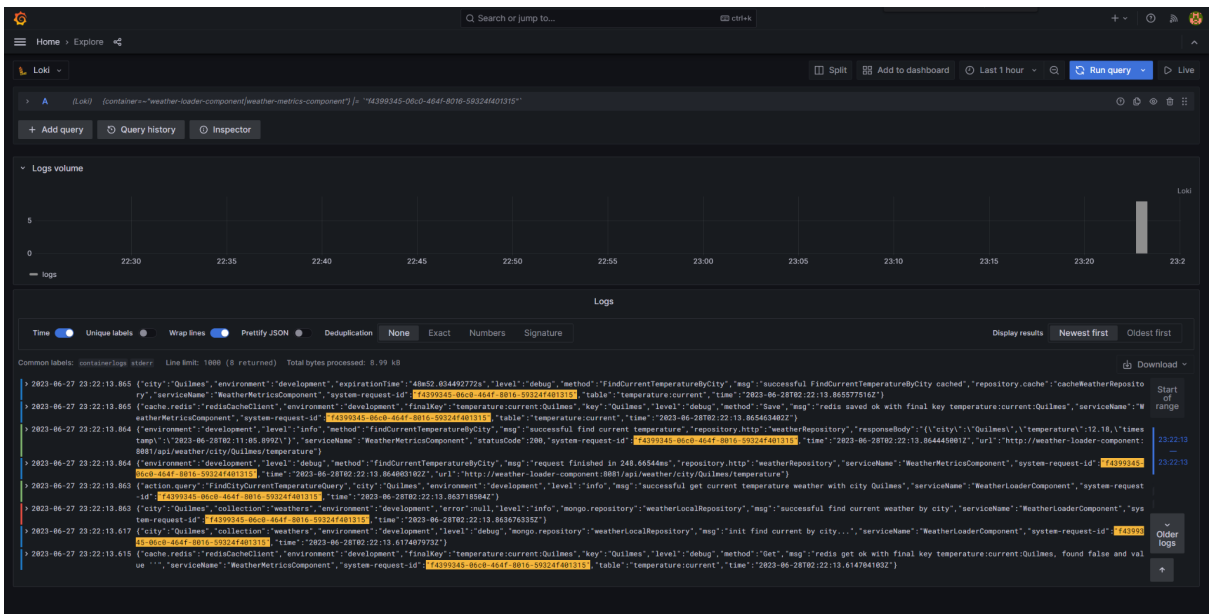 Search or jump to...
ctrl+k
Home › Explore
Loki
Split
Add to dashboard
Last 1 hour
Run query
Live
A (Loki) {container=~"weather-loader-component|weather-metrics-component"} |= `"f4399345-06c0-464f-8016-59324f401315"`
+ Add query
Query history
Inspector
Logs volume
Loki
5
0
22:30 22:35 22:40 22:45 22:50 22:55 23:00 23:05 23:10 23:15 23:20 23:2
logs
Logs
Time Unique labels Wrap lines Prettify JSON Deduplication None Exact Numbers Signature Display results Newest first Oldest first
Common labels: containerlogs stderr Line limit: 1000 (8 returned) Total bytes processed: 8.99 kB
Download
> 2023-06-27 23:22:13.865 {"city":"Quilmes","environment":"development","expirationTime":"48m52.034492772s","level":"debug","method":"FindCurrentTemperatureByCity","msg":"successful FindCurrentTemperatureByCity cached","repository.cache":"cacheWeatherReposito
ry","serviceName":"WeatherMetricsComponent","system-request-id":"f4399345-06c0-464f-8016-59324f401315","table":"temperature:current","time":"2023-06-28T02:22:13.865577516Z"}
> 2023-06-27 23:22:13.865 {"cache.redis":"redisCacheClient","environment":"development","finalKey":"temperature:current:Quilmes","key":"Quilmes","level":"debug","method":"Save","msg":"redis saved ok with final key temperature:current:Quilmes","serviceName":"W
eatherMetricsComponent","system-request-id":"f4399345-06c0-464f-8016-59324f401315","table":"temperature:current","time":"2023-06-28T02:22:13.865463402Z"}
> 2023-06-27 23:22:13.864 {"environment":"development","level":"info","method":"findCurrentTemperatureByCity","msg":"successful find current temperature","repository.http":"weatherRepository","responseBody":"{\"city\":\"Quilmes\",\"temperature\":12.18,\"times
tamp\":\"2023-06-28T02:11:05.899Z\"}","serviceName":"WeatherMetricsComponent","statusCode":200,"system-request-id":"f4399345-06c0-464f-8016-59324f401315","time":"2023-06-28T02:22:13.864445001Z","url":"http://weather-loader-component:
8081/api/weather/city/Quilmes/temperature"}
> 2023-06-27 23:22:13.864 {"environment":"development","level":"debug","method":"findCurrentTemperatureByCity","msg":"request finished in 248.66544ms","repository.http":"weatherRepository","serviceName":"WeatherMetricsComponent","system-request-id":"f4399345-
06c0-464f-8016-59324f401315","time":"2023-06-28T02:22:13.86403102Z","url":"http://weather-loader-component:8081/api/weather/city/Quilmes/temperature"}
> 2023-06-27 23:22:13.863 {"action.query":"FindCityCurrentTemperatureQuery","city":"Quilmes","environment":"development","level":"info","msg":"successful get current temperature weather with city Quilmes","serviceName":"WeatherLoaderComponent","system-request
-id":"f4399345-06c0-464f-8016-59324f401315","time":"2023-06-28T02:22:13.863718504Z"}
> 2023-06-27 23:22:13.863 {"city":"Quilmes","collection":"weathers","environment":"development","error":null,"level":"info","mongo.repository":"weatherLocalRepository","msg":"successful find current weather by city","serviceName":"WeatherLoaderComponent","sys
tem-request-id":"f4399345-06c0-464f-8016-59324f401315","time":"2023-06-28T02:22:13.863676335Z"}
> 2023-06-27 23:22:13.617 {"city":"Quilmes","collection":"weathers","environment":"development","level":"debug","mongo.repository":"weatherLocalRepository","msg":"init find current by city...","serviceName":"WeatherLoaderComponent","system-request-id":"f43993
45-06c0-464f-8016-59324f401315","time":"2023-06-28T02:22:13.617407973Z"}
> 2023-06-27 23:22:13.615 {"cache.redis":"redisCacheClient","environment":"development","finalKey":"temperature:current:Quilmes","key":"Quilmes","level":"debug","method":"Get","msg":"redis get ok with final key temperature:current:Quilmes, found false and val
ue ''","serviceName":"WeatherMetricsComponent","system-request-id":"f4399345-06c0-464f-8016-59324f401315","table":"temperature:current","time":"2023-06-28T02:22:13.614704103Z"}
Start
of
range
23:22:13
—
23:22:13
Older
logs